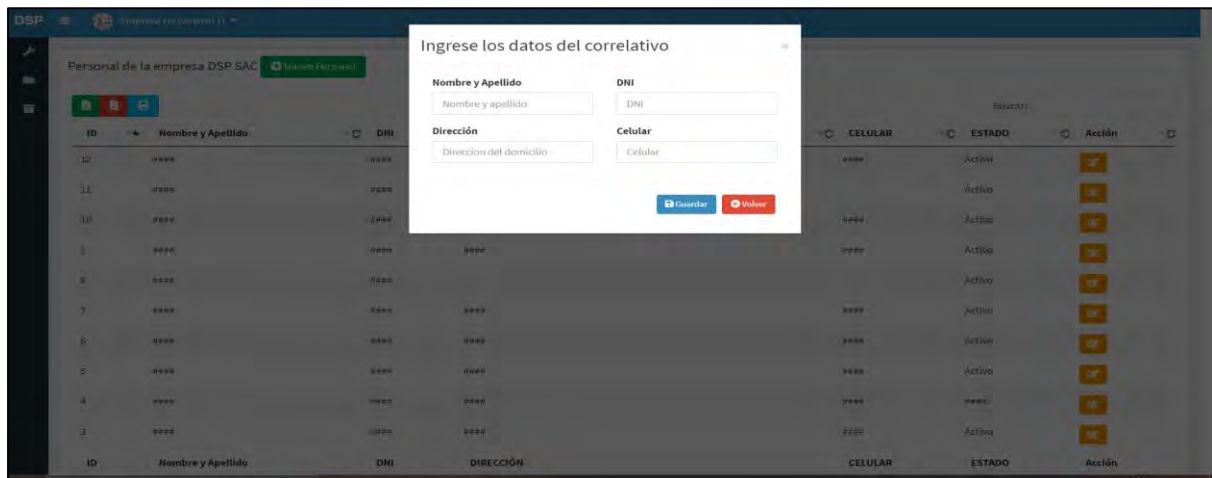 DSP
Personal de la empresa DSP SAC Nuevo Personal
Buscar:
ID Nombre y Apellido DNI CELULAR ESTADO Acción
12 #### #### #### Activo
11 #### #### Activo
10 #### #### #### Activo
#### #### #### #### Activo
8 #### #### Activo
7 #### #### #### #### Activo
6 #### #### #### #### Activo
5 #### #### #### #### Activo
4 #### #### #### #### ####
3 #### #### #### #### Activo
ID Nombre y Apellido DNI DIRECCIÓN CELULAR ESTADO Acción
Ingrese los datos del correlativo
Nombre y Apellido DNI
Nombre y apellido DNI
Dirección Celular
Direccion del domicilio Celular
Guardar Volver